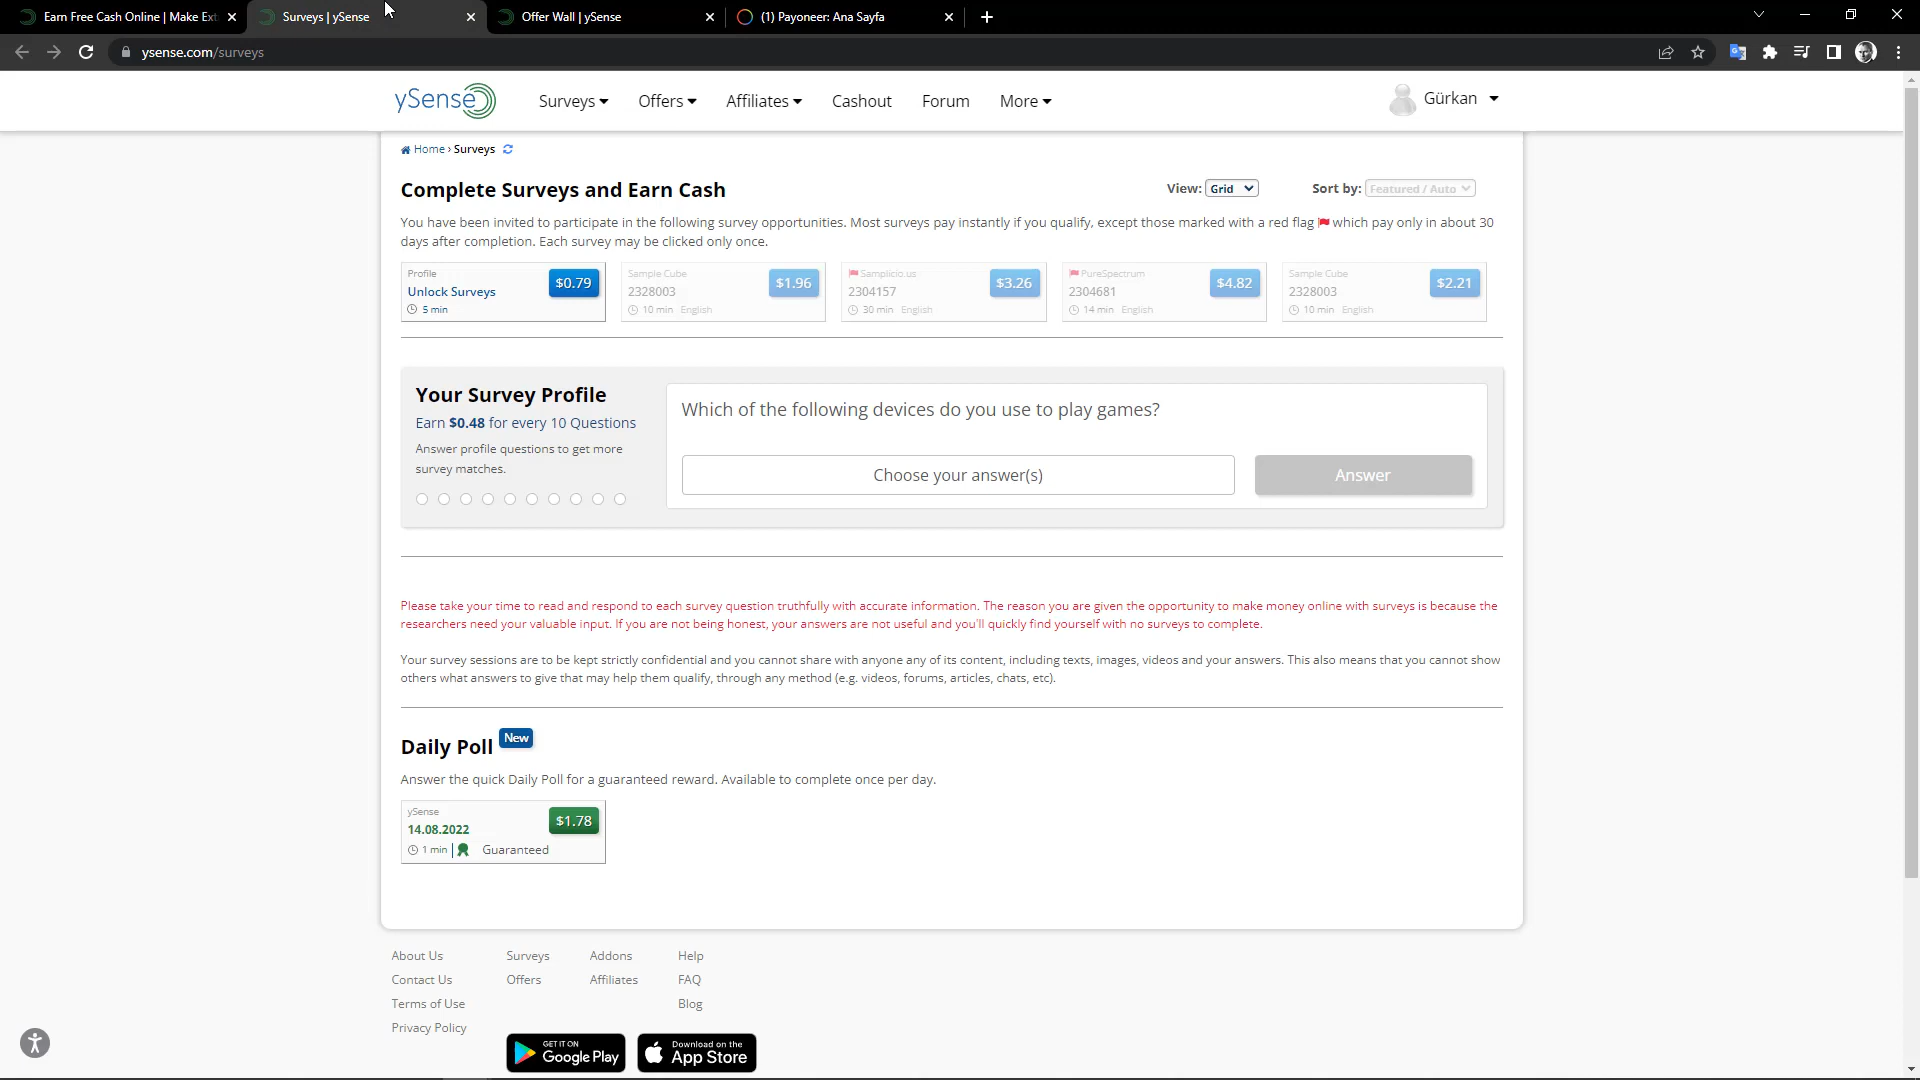 Earn Free Cash Online | Make Ext
Surveys | ySense
Offer Wall | ySense
(1) Payoneer: Ana Sayfa
ysense.com/surveys
ySense
Surveys
Offers
Affiliates
Cashout
Forum
More
Gürkan
Home › Surveys
Complete Surveys and Earn Cash
View: Grid
Sort by: Featured / Auto
You have been invited to participate in the following survey opportunities. Most surveys pay instantly if you qualify, except those marked with a red flag which pay only in about 30
days after completion. Each survey may be clicked only once.
Profile
Unlock Surveys
5 min
$0.79
Sample Cube
2328003
10 min English
$1.96
Samplicio.us
2304157
30 min English
$3.26
PureSpectrum
2304681
14 min English
$4.82
Sample Cube
2328003
10 min English
$2.21
Your Survey Profile
Earn $0.48 for every 10 Questions
Answer profile questions to get more
survey matches.
Which of the following devices do you use to play games?
Choose your answer(s)
Answer
Please take your time to read and respond to each survey question truthfully with accurate information. The reason you are given the opportunity to make money online with surveys is because the
researchers need your valuable input. If you are not being honest, your answers are not useful and you'll quickly find yourself with no surveys to complete.
Your survey sessions are to be kept strictly confidential and you cannot share with anyone any of its content, including texts, images, videos and your answers. This also means that you cannot show
others what answers to give that may help them qualify, through any method (e.g. videos, forums, articles, chats, etc).
Daily Poll New
Answer the quick Daily Poll for a guaranteed reward. Available to complete once per day.
ySense
14.08.2022
1 min | Guaranteed
$1.78
About Us
Contact Us
Terms of Use
Privacy Policy
Surveys
Offers
Addons
Affiliates
Help
FAQ
Blog
GET IT ON
Google Play
Download on the
App Store